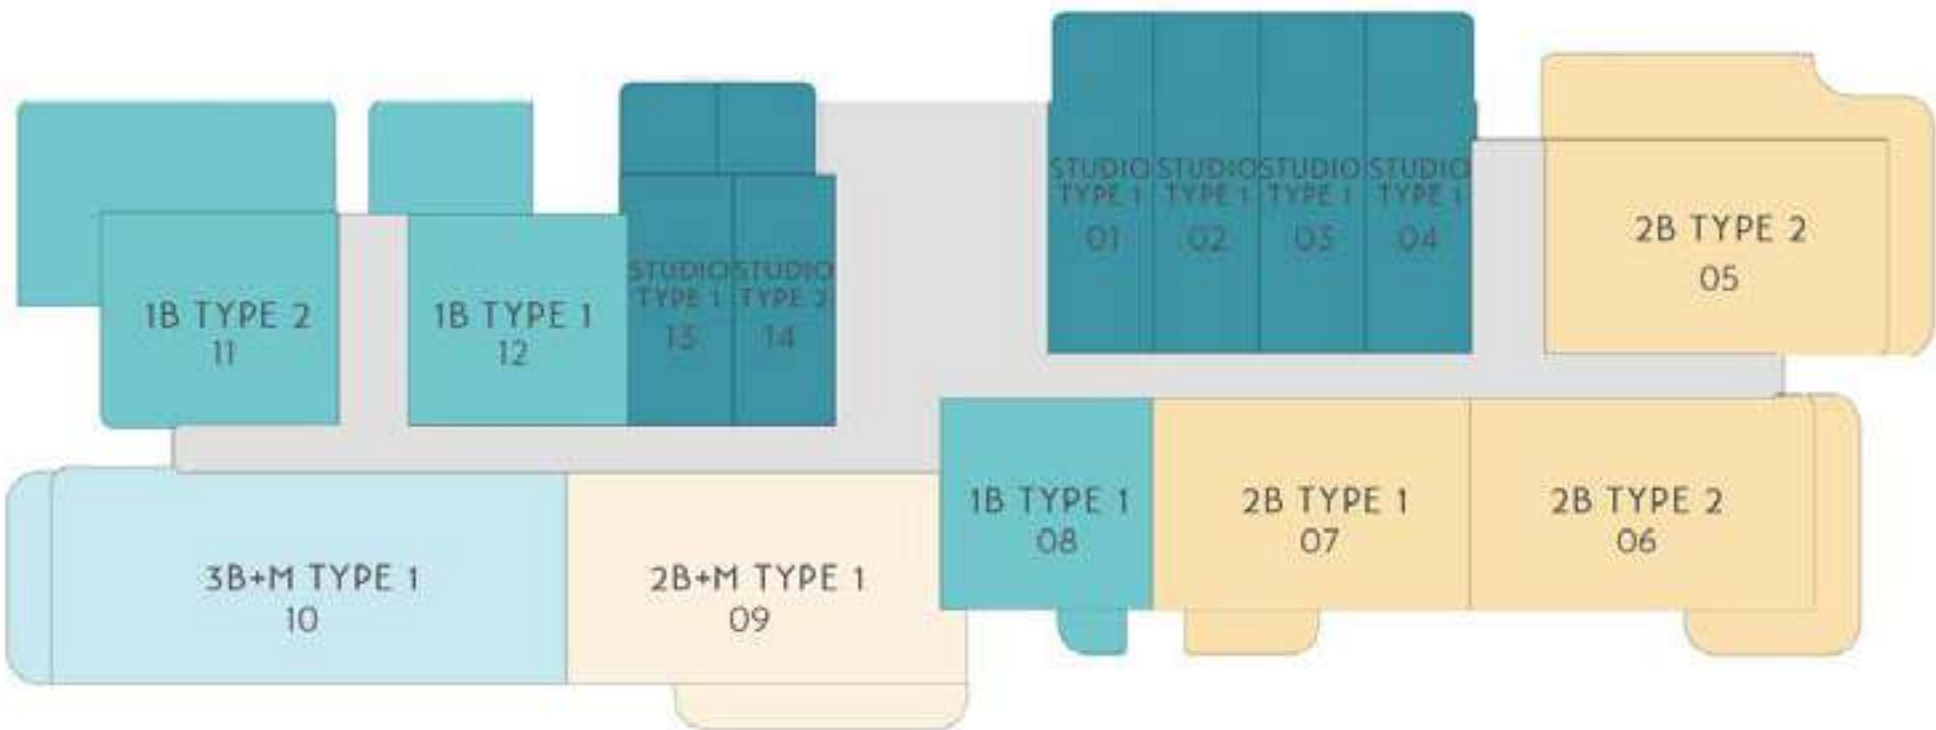 STUDIO
TYPE 1
01
STUDIO
TYPE 1
02
STUDIO
TYPE 1
03
STUDIO
TYPE 1
04
2B TYPE 2
05
1B TYPE 2
11
1B TYPE 1
12
STUDIO
TYPE 1
13
STUDIO
TYPE 2
14
1B TYPE 1
08
2B TYPE 1
07
2B TYPE 2
06
3B+M TYPE 1
10
2B+M TYPE 1
09